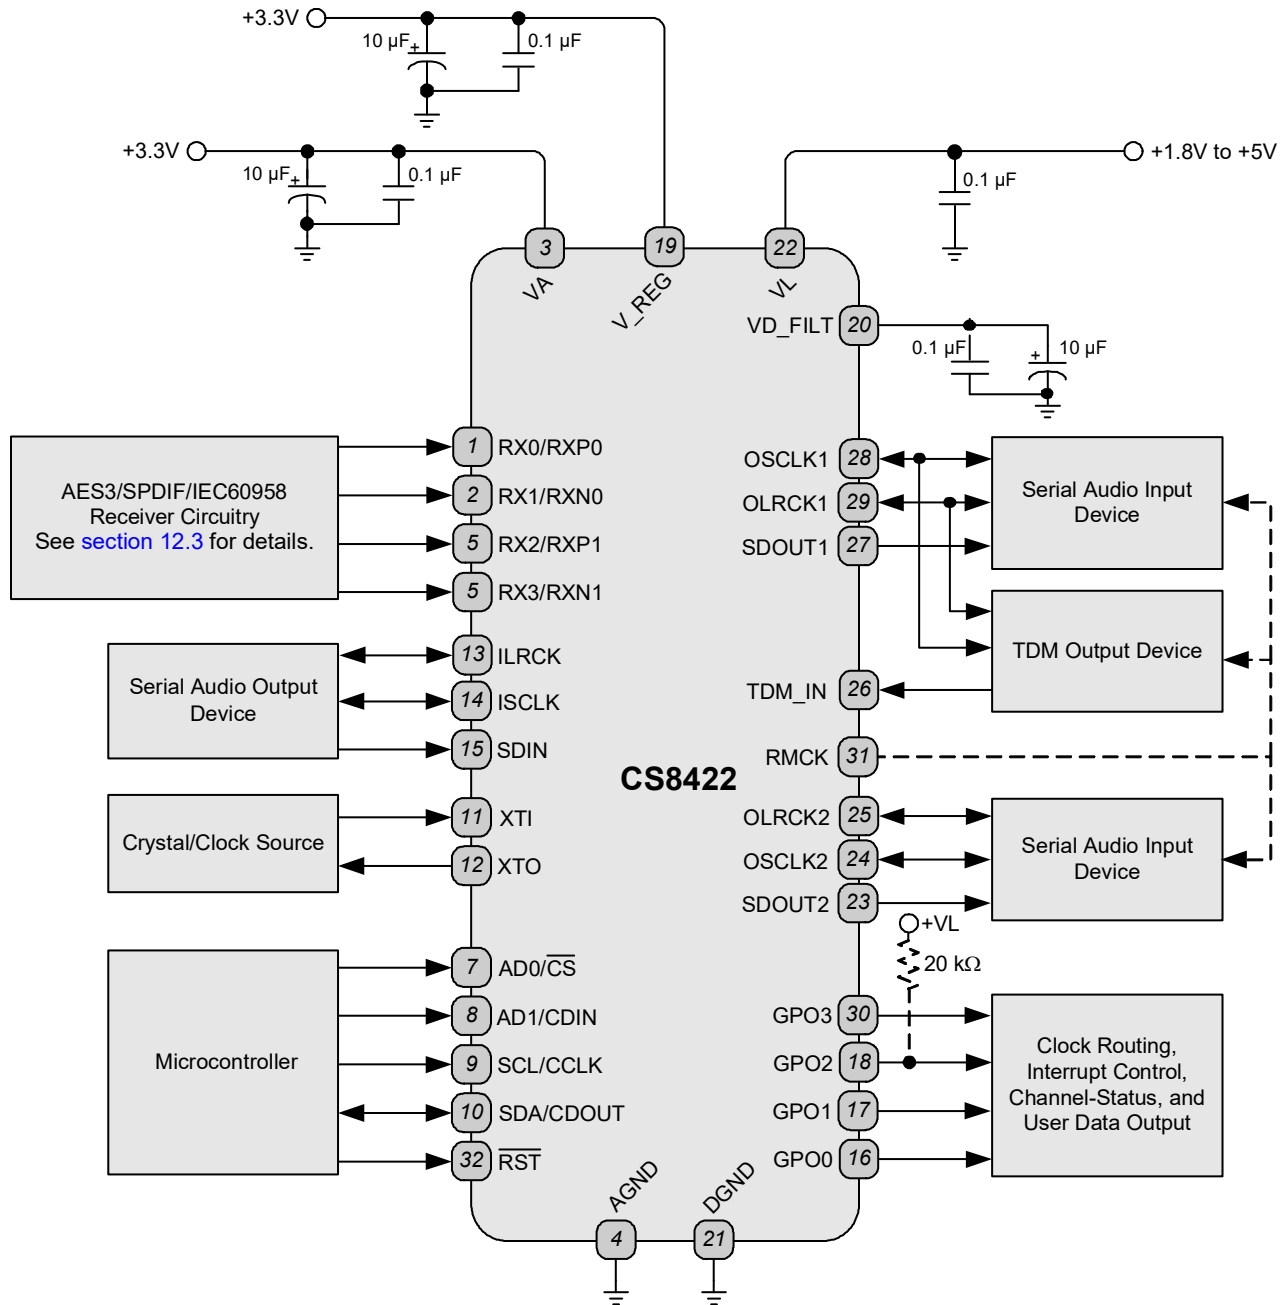 +3.3V
10 µF
+
0.1 µF
+3.3V
10 µF
+
0.1 µF
+1.8V to +5V
0.1 µF
3
19
22
VA
V_REG
VL
VD_FILT
20
0.1 µF
+
10 µF
AES3/SPDIF/IEC60958
Receiver Circuitry
See section 12.3 for details.
1
RX0/RXP0
2
RX1/RXN0
5
RX2/RXP1
5
RX3/RXN1
OSCLK1
28
OLRCK1
29
SDOUT1
27
Serial Audio Input
Device
Serial Audio Output
Device
13
ILRCK
14
ISCLK
15
SDIN
TDM_IN
26
TDM Output Device
RMCK
31
CS8422
Crystal/Clock Source
11
XTI
12
XTO
OLRCK2
25
OSCLK2
24
SDOUT2
23
Serial Audio Input
Device
+VL
20 kΩ
Microcontroller
7
AD0/CS
8
AD1/CDIN
9
SCL/CCLK
10
SDA/CDOUT
32
RST
GPO3
30
GPO2
18
GPO1
17
GPO0
16
Clock Routing,
Interrupt Control,
Channel-Status, and
User Data Output
AGND
DGND
4
21